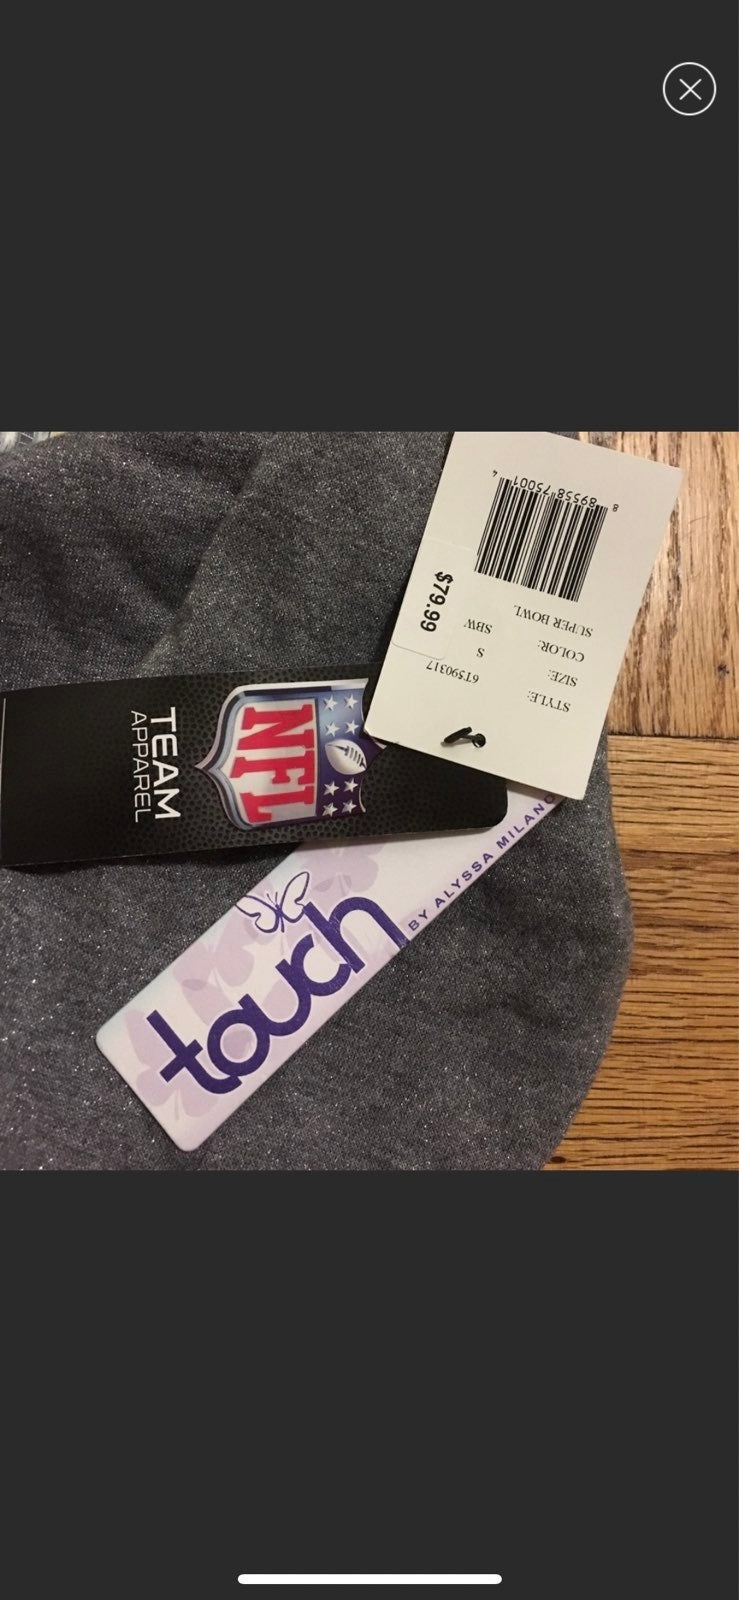 STYLE: 6TS90317
SIZE: S
COLOR: SBW
SUPER BOWL
8 89558 75001 4
$79.99
NFL
TEAM
APPAREL
touch
BY ALYSSA MILANO